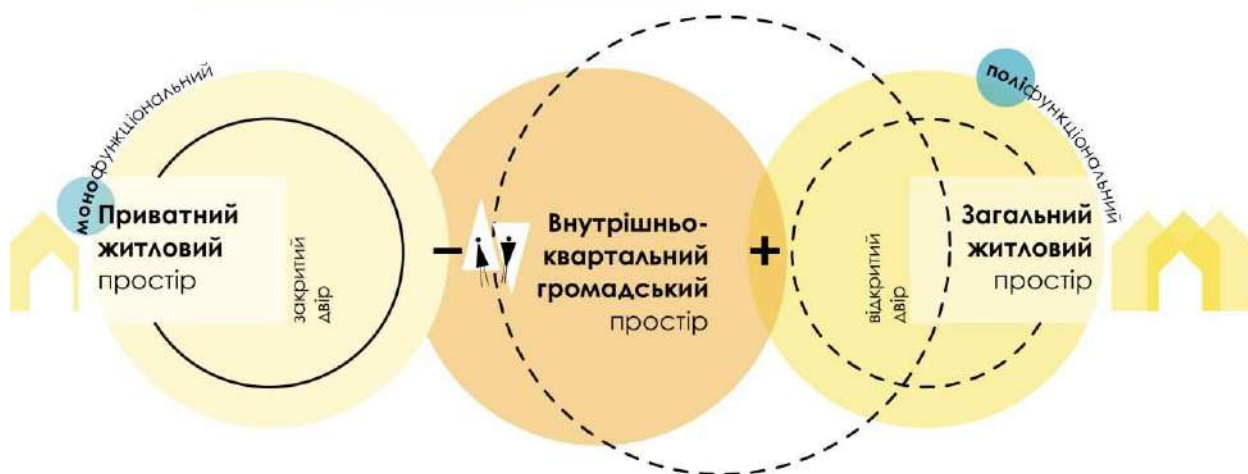 монофункціональний
Приватний
житловий
простір
закритий
двір
–
Внутрішньо-
квартальний
громадський
простір
+
поліфункціональний
відкритий
двір
Загальний
житловий
простір